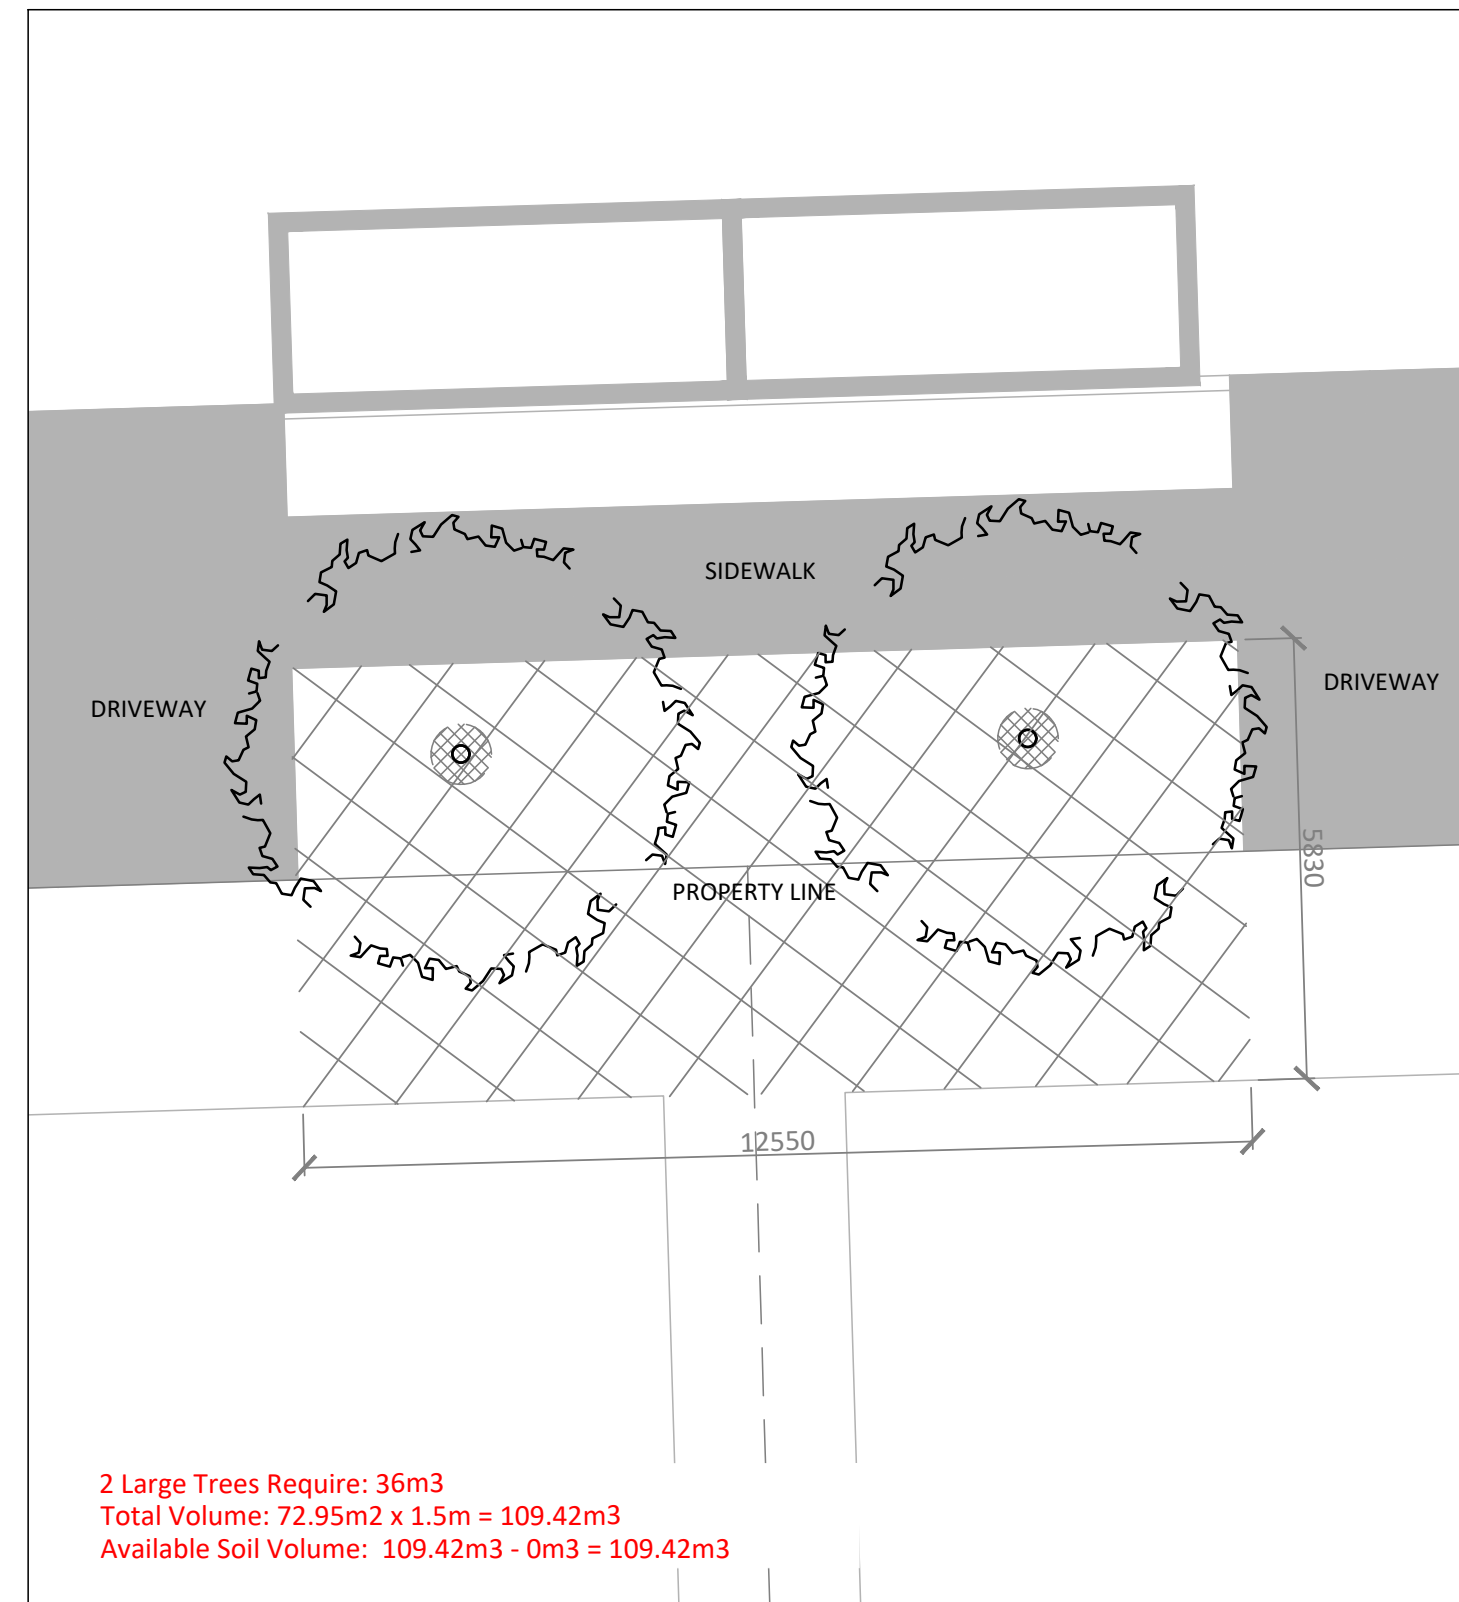 SIDEWALK
DRIVEWAY
DRIVEWAY
5830
PROPERTY LINE
12550
2 Large Trees Require: 36m3
Total Volume: 72.95m2 x 1.5m = 109.42m3
Available Soil Volume: 109.42m3 - 0m3 = 109.42m3